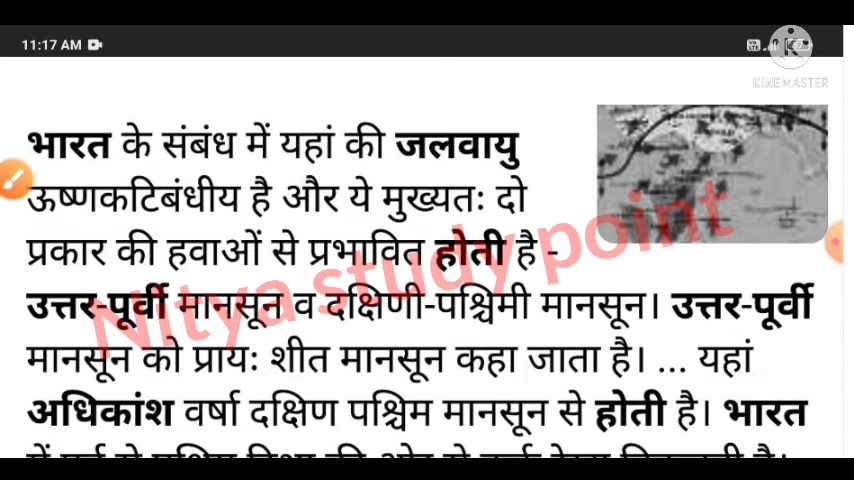 11:17 AM
KINEMASTER
भारत के संबंध में यहां की जलवायु
ऊष्णकटिबंधीय है और ये मुख्यतः दो
प्रकार की हवाओं से प्रभावित होती है -
उत्तर-पूर्वी मानसून व दक्षिणी-पश्चिमी मानसून। उत्तर-पूर्वी
मानसून को प्रायः शीत मानसून कहा जाता है। ... यहां
अधिकांश वर्षा दक्षिण पश्चिम मानसून से होती है। भारत
Nitya study point